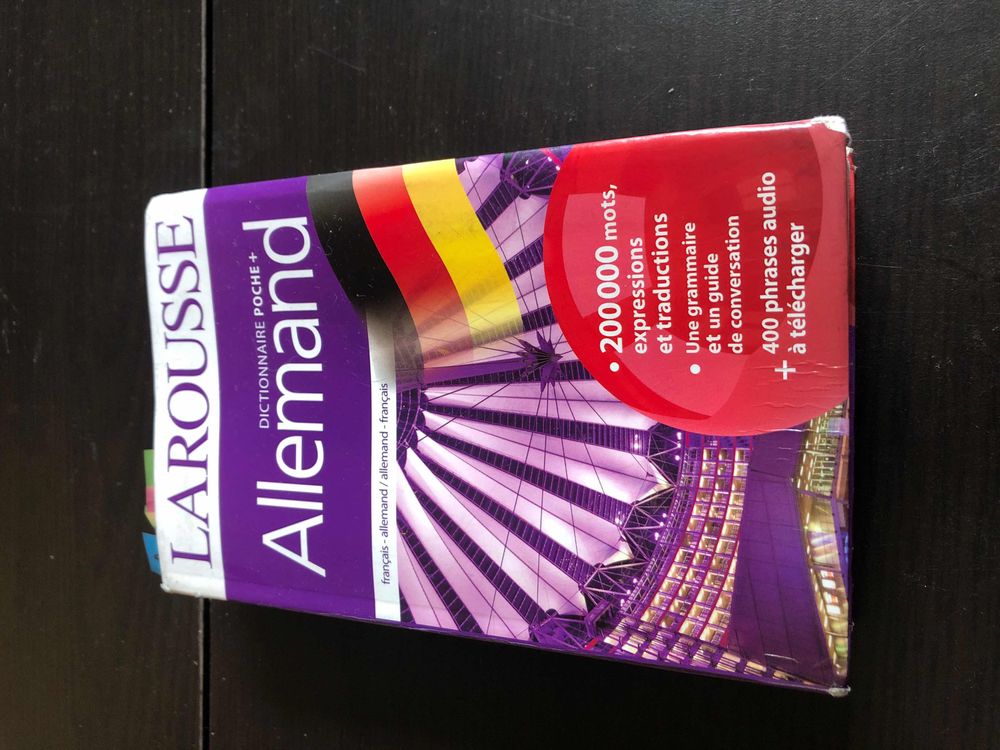 LAROUSSE
DICTIONNAIRE POCHE+
Allemand
français - allemand / allemand - français
• 200 000 mots,
expressions
et traductions
• Une grammaire
et un guide
de conversation
+ 400 phrases audio
à télécharger